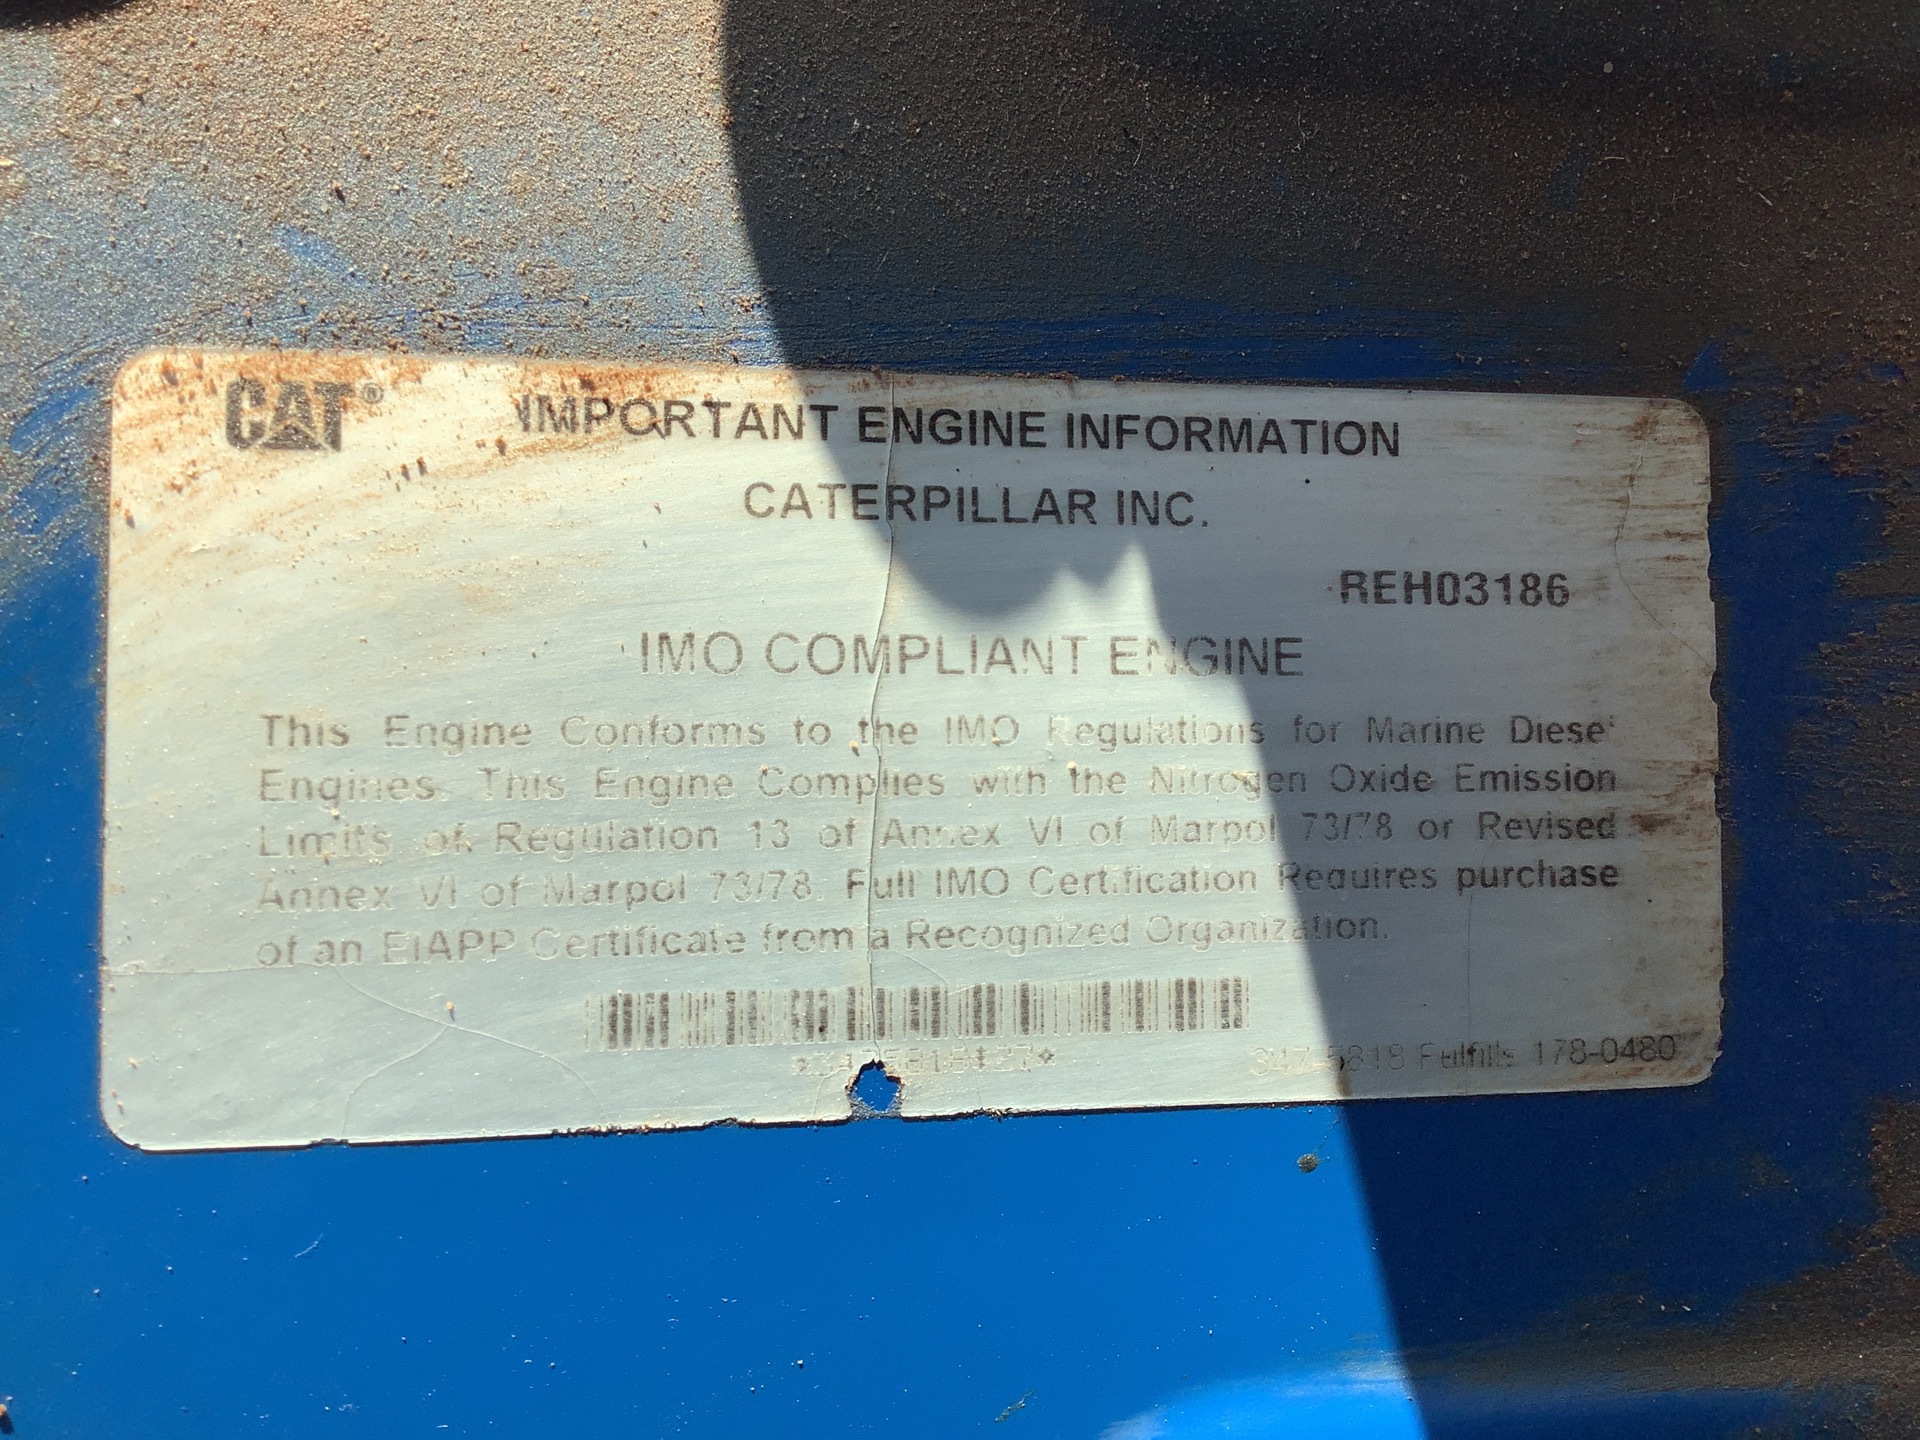 CAT® IMPORTANT ENGINE INFORMATION
CATERPILLAR INC.
REH03186
IMO COMPLIANT ENGINE
This Engine Conforms to the IMO Regulations for Marine Diesel
Engines. This Engine Complies with the Nitrogen Oxide Emission
Limits of Regulation 13 of Annex VI of Marpol 73/78 or Revised
Annex VI of Marpol 73/78. Full IMO Certification Requires purchase
of an EIAPP Certificate from a Recognized Organization.
347-5818 Fulfills 178-0480